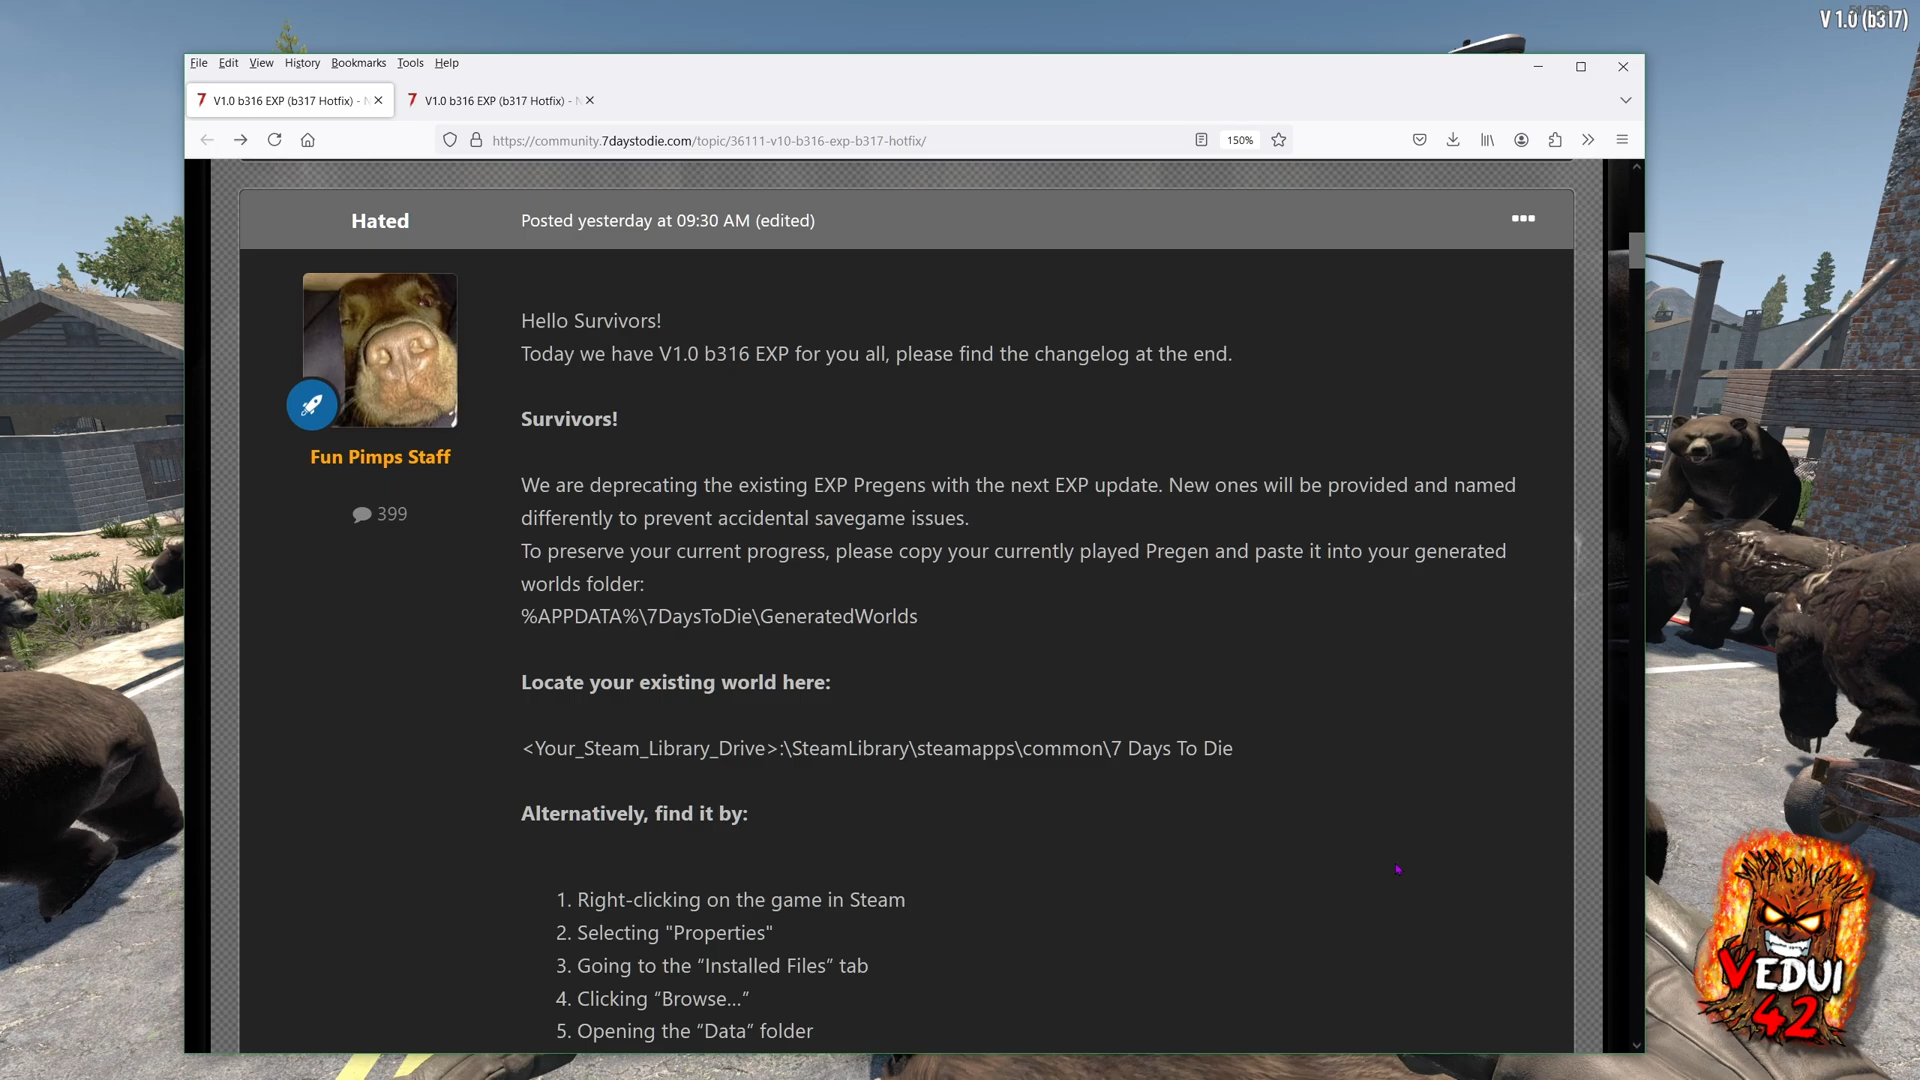 V 1.0 (b317)
File Edit View History Bookmarks Tools Help
V1.0 b316 EXP (b317 Hotfix) -
V1.0 b316 EXP (b317 Hotfix) -
https://community.7daystodie.com/topic/36111-v10-b316-exp-b317-hotfix/
150%
Hated
Posted yesterday at 09:30 AM (edited)
Fun Pimps Staff
399
Hello Survivors!
Today we have V1.0 b316 EXP for you all, please find the changelog at the end.
Survivors!
We are deprecating the existing EXP Pregens with the next EXP update. New ones will be provided and named
differently to prevent accidental savegame issues.
To preserve your current progress, please copy your currently played Pregen and paste it into your generated
worlds folder:
%APPDATA%\7DaysToDie\GeneratedWorlds
Locate your existing world here:
<Your_Steam_Library_Drive>:\SteamLibrary\steamapps\common\7 Days To Die
Alternatively, find it by:
1. Right-clicking on the game in Steam
2. Selecting "Properties"
3. Going to the “Installed Files” tab
4. Clicking “Browse...”
5. Opening the “Data” folder
VEDUI
42